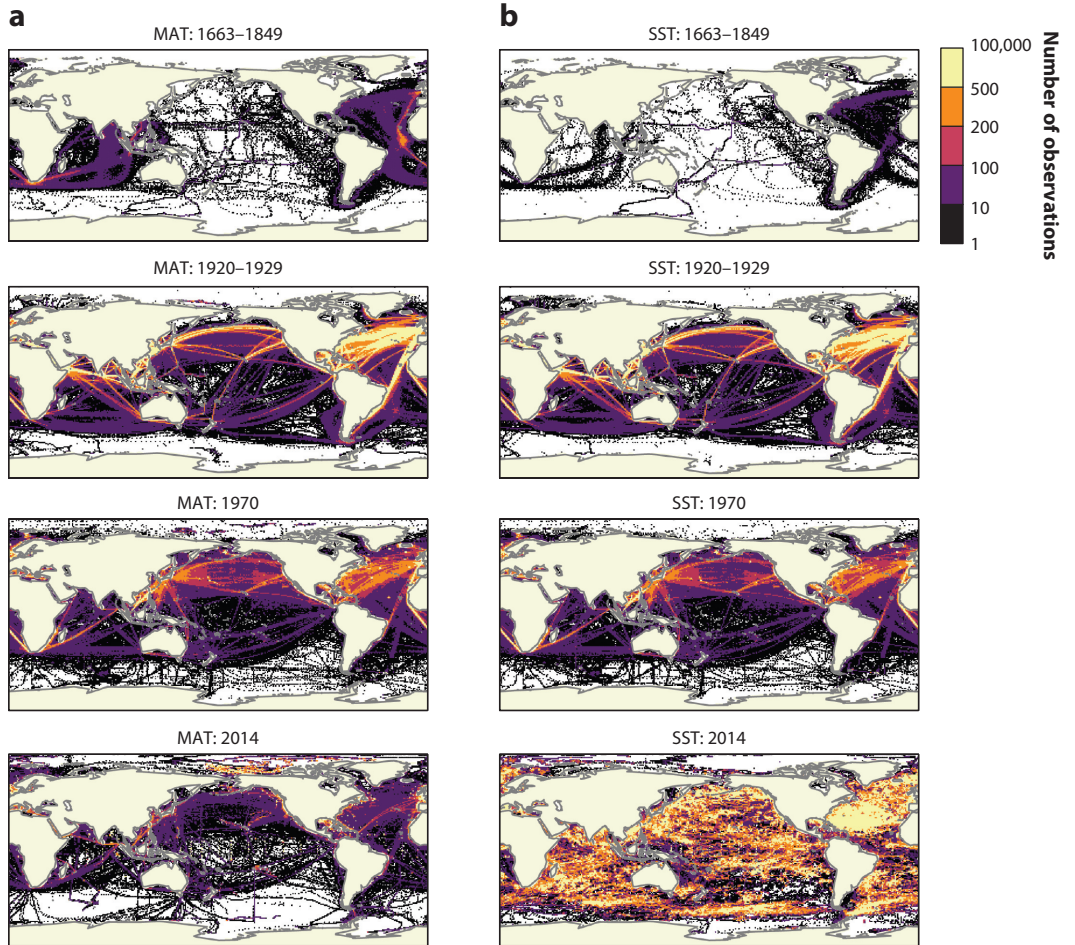 a
b
MAT: 1663–1849
SST: 1663–1849
100,000
500
200
100
10
1
Number of observations
MAT: 1920–1929
SST: 1920–1929
MAT: 1970
SST: 1970
MAT: 2014
SST: 2014